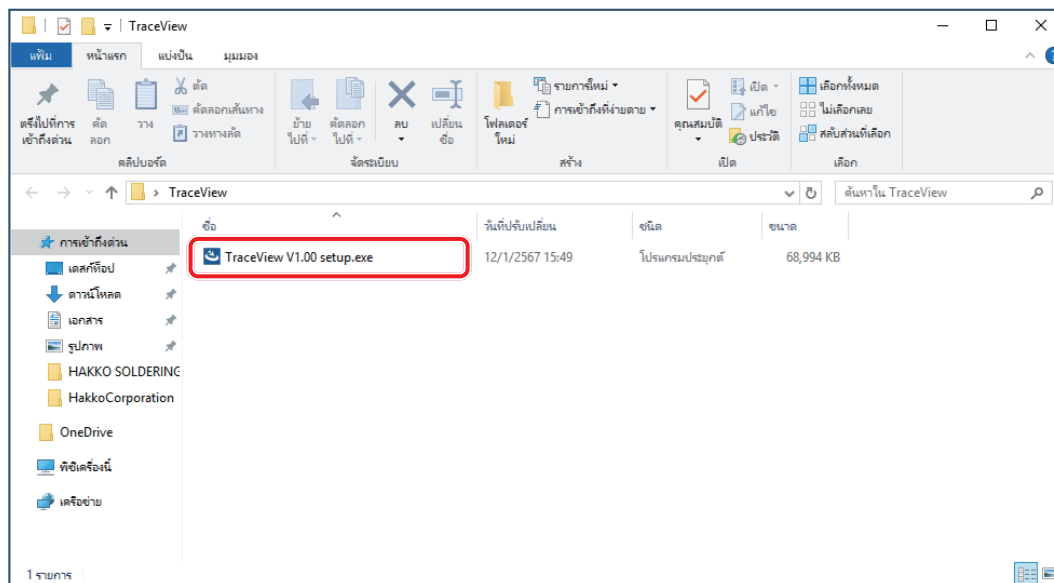 TraceView
แฟ้ม หน้าแรก แบ่งปัน มุมมอง
ตรึงไปที่การ
เข้าถึงด่วน
คัด
ลอก
วาง
ตัด
คัดลอกเส้นทาง
วางทางลัด
คลิปบอร์ด
ย้าย
ไปที่
คัดลอก
ไปที่
ลบ
เปลี่ยน
ชื่อ
จัดระเบียบ
โฟลเดอร์
ใหม่
รายการใหม่
การเข้าถึงที่ง่ายดาย
สร้าง
คุณสมบัติ
เปิด
แก้ไข
ประวัติ
เปิด
เลือกทั้งหมด
ไม่เลือกเลย
สลับส่วนที่เลือก
เลือก
TraceView
ค้นหาใน TraceView
ชื่อ วันที่ปรับเปลี่ยน ชนิด ขนาด
TraceView V1.00 setup.exe 12/1/2567 15:49 โปรแกรมประยุกต์ 68,994 KB
การเข้าถึงด่วน
เดสก์ท็อป
ดาวน์โหลด
เอกสาร
รูปภาพ
HAKKO SOLDERING
HakkoCorporation
OneDrive
พีซีเครื่องนี้
เครือข่าย
1 รายการ